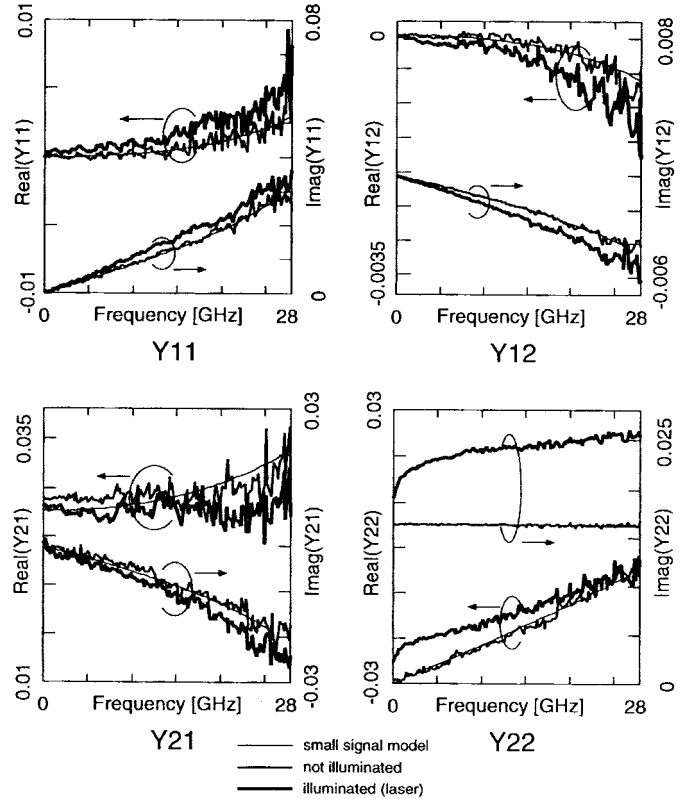 0.01
0.08
Real(Y11)
Imag(Y11)
-0.01
0
0
Frequency [GHz]
28
Y11
0
0.008
Real(Y12)
Imag(Y12)
-0.0035
-0.006
0
Frequency [GHz]
28
Y12
0.035
0.03
Real(Y21)
Imag(Y21)
0.01
-0.03
0
Frequency [GHz]
28
Y21
0.03
0.025
Real(Y22)
Imag(Y22)
-0.03
0
0
Frequency [GHz]
28
Y22
small signal model
not illuminated
illuminated (laser)